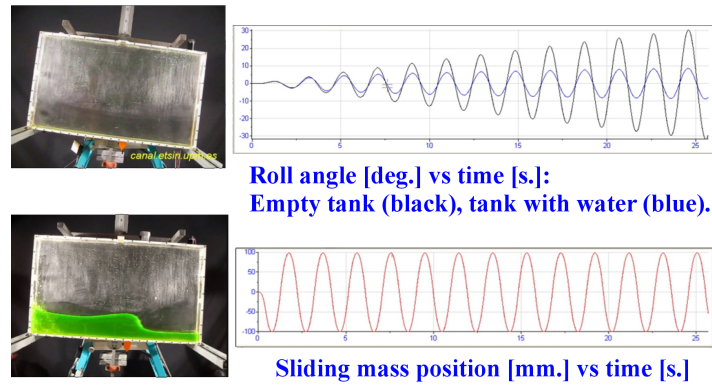 canal.etsin.upm.es
30
20
10
0
-10
-20
-30
0 5 10 15 20 25
Roll angle [deg.] vs time [s.]:
Empty tank (black), tank with water (blue).
100
50
0
-50
-100
0 5 10 15 20 25
Sliding mass position [mm.] vs time [s.]